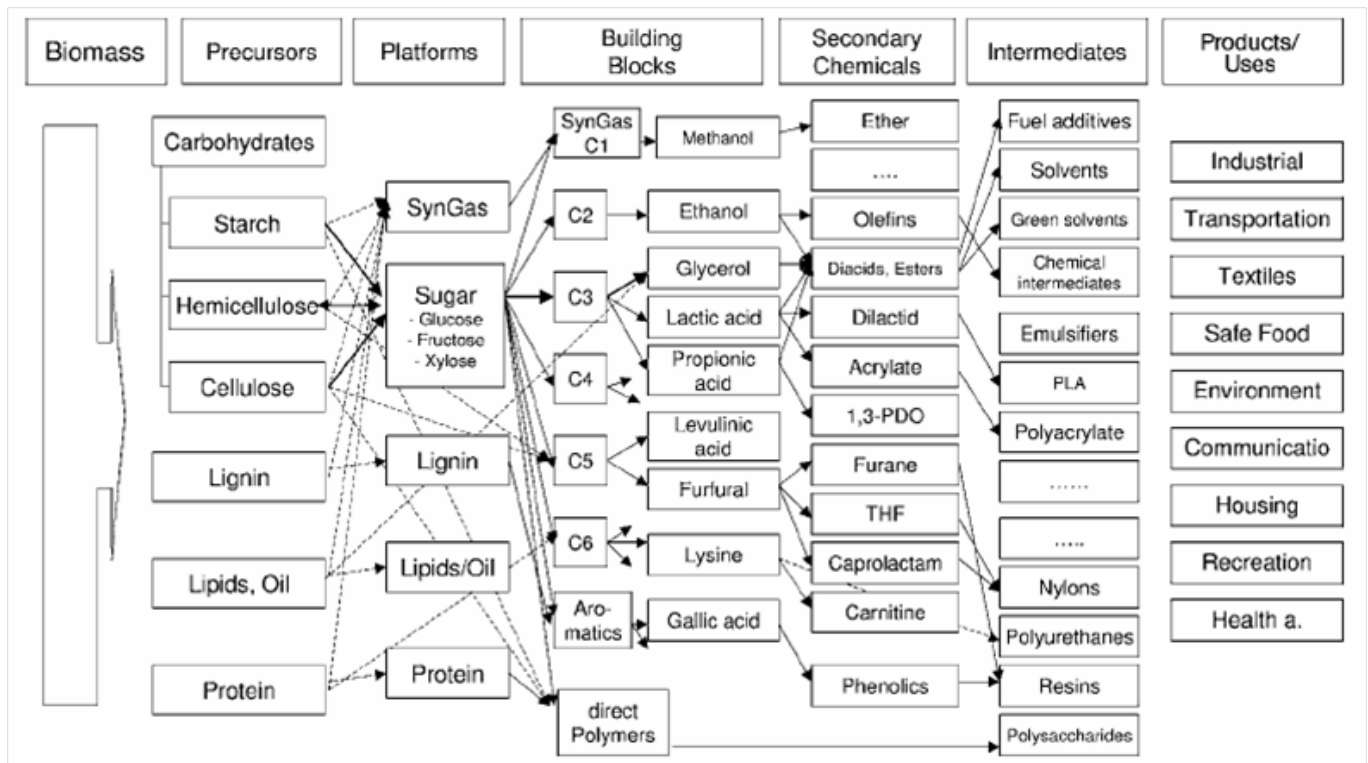 Biomass
Precursors
Platforms
Building
Blocks
Secondary
Chemicals
Intermediates
Products/
Uses
Carbohydrates
Starch
Hemicellulose
Cellulose
Lignin
Lipids, Oil
Protein
SynGas
Sugar
- Glucose
- Fructose
- Xylose
Lignin
Lipids/Oil
Protein
SynGas
C1
C2
C3
C4
C5
C6
Aro-
matics
direct
Polymers
Methanol
Ethanol
Glycerol
Lactic acid
Propionic
acid
Levulinic
acid
Furfural
Lysine
Gallic acid
Ether
....
Olefins
Diacids, Esters
Dilactid
Acrylate
1,3-PDO
Furane
THF
Caprolactam
Carnitine
Phenolics
Fuel additives
Solvents
Green solvents
Chemical
intermediates
Emulsifiers
PLA
Polyacrylate
......
.....
Nylons
Polyurethanes
Resins
Polysaccharides
Industrial
Transportation
Textiles
Safe Food
Environment
Communicatio
Housing
Recreation
Health a.